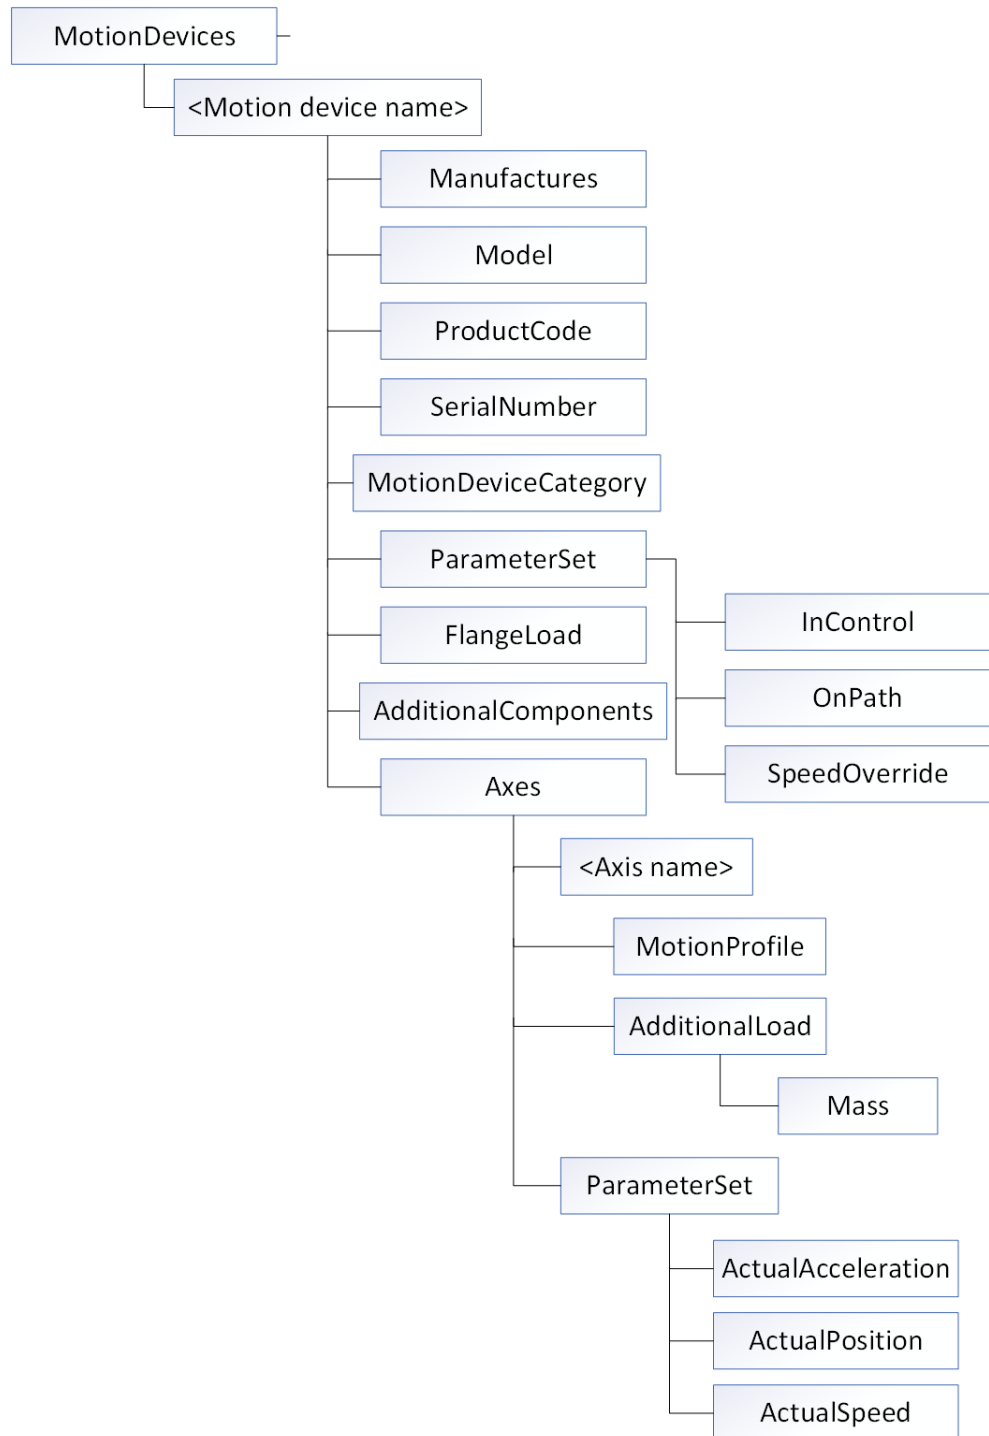 MotionDevices
<Motion device name>
Manufactures
Model
ProductCode
SerialNumber
MotionDeviceCategory
ParameterSet
InControl
FlangeLoad
OnPath
AdditionalComponents
SpeedOverride
Axes
<Axis name>
MotionProfile
AdditionalLoad
Mass
ParameterSet
ActualAcceleration
ActualPosition
ActualSpeed